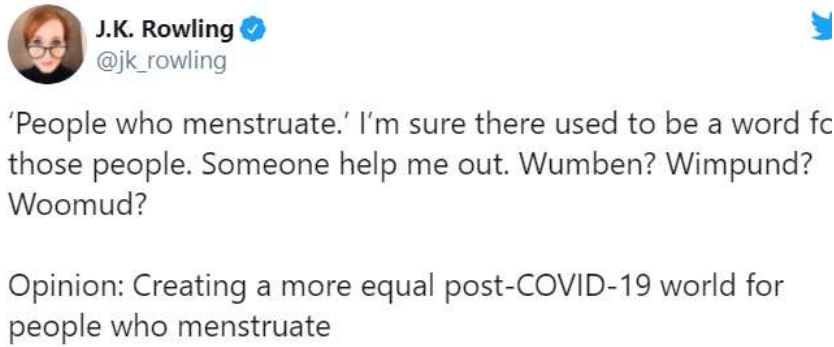 J.K. Rowling
@jk_rowling
‘People who menstruate.’ I’m sure there used to be a word fo
those people. Someone help me out. Wumben? Wimpund?
Woomud?
Opinion: Creating a more equal post-COVID-19 world for
people who menstruate